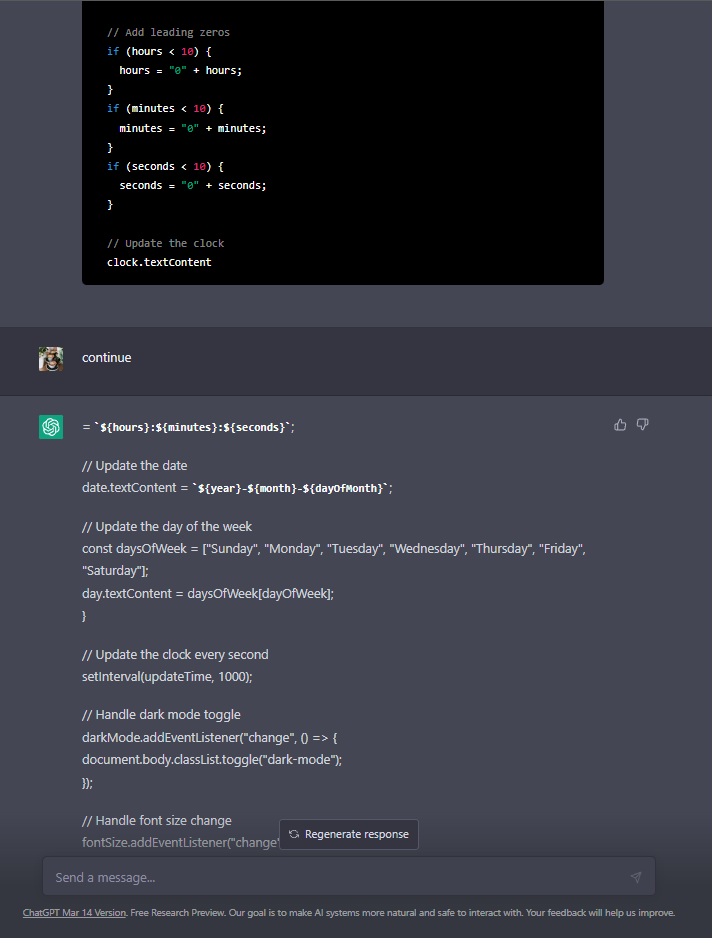 // Add leading zeros
if (hours < 10) {
hours = "0" + hours;
}
if (minutes < 10) {
minutes = "0" + minutes;
}
if (seconds < 10) {
seconds = "0" + seconds;
}
// Update the clock
clock.textContent
continue
= `${hours}:${minutes}:${seconds}`;
// Update the date
date.textContent = `${year}-${month}-${dayOfMonth}`;
// Update the day of the week
const daysOfWeek = ["Sunday", "Monday", "Tuesday", "Wednesday", "Thursday", "Friday",
"Saturday"];
day.textContent = daysOfWeek[dayOfWeek];
}
// Update the clock every second
setInterval(updateTime, 1000);
// Handle dark mode toggle
darkMode.addEventListener("change", () => {
document.body.classList.toggle("dark-mode");
});
// Handle font size change
fontSize.addEventListener("change"
Regenerate response
Send a message...
ChatGPT Mar 14 Version. Free Research Preview. Our goal is to make AI systems more natural and safe to interact with. Your feedback will help us improve.